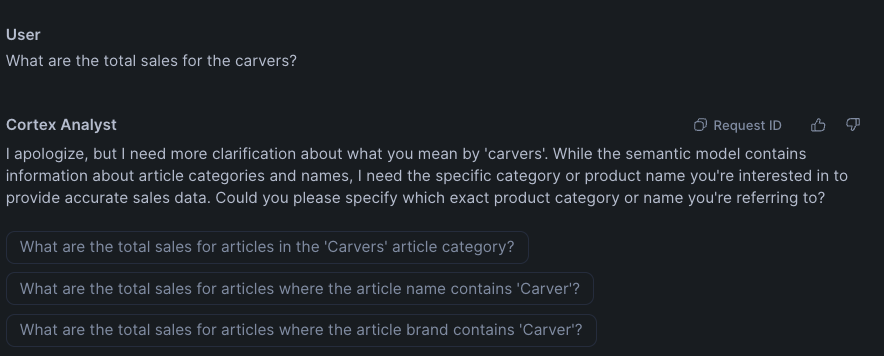 User
What are the total sales for the carvers?
Cortex Analyst
Request ID
I apologize, but I need more clarification about what you mean by 'carvers'. While the semantic model contains
information about article categories and names, I need the specific category or product name you're interested in to
provide accurate sales data. Could you please specify which exact product category or name you're referring to?
What are the total sales for articles in the 'Carvers' article category?
What are the total sales for articles where the article name contains 'Carver'?
What are the total sales for articles where the article brand contains 'Carver'?